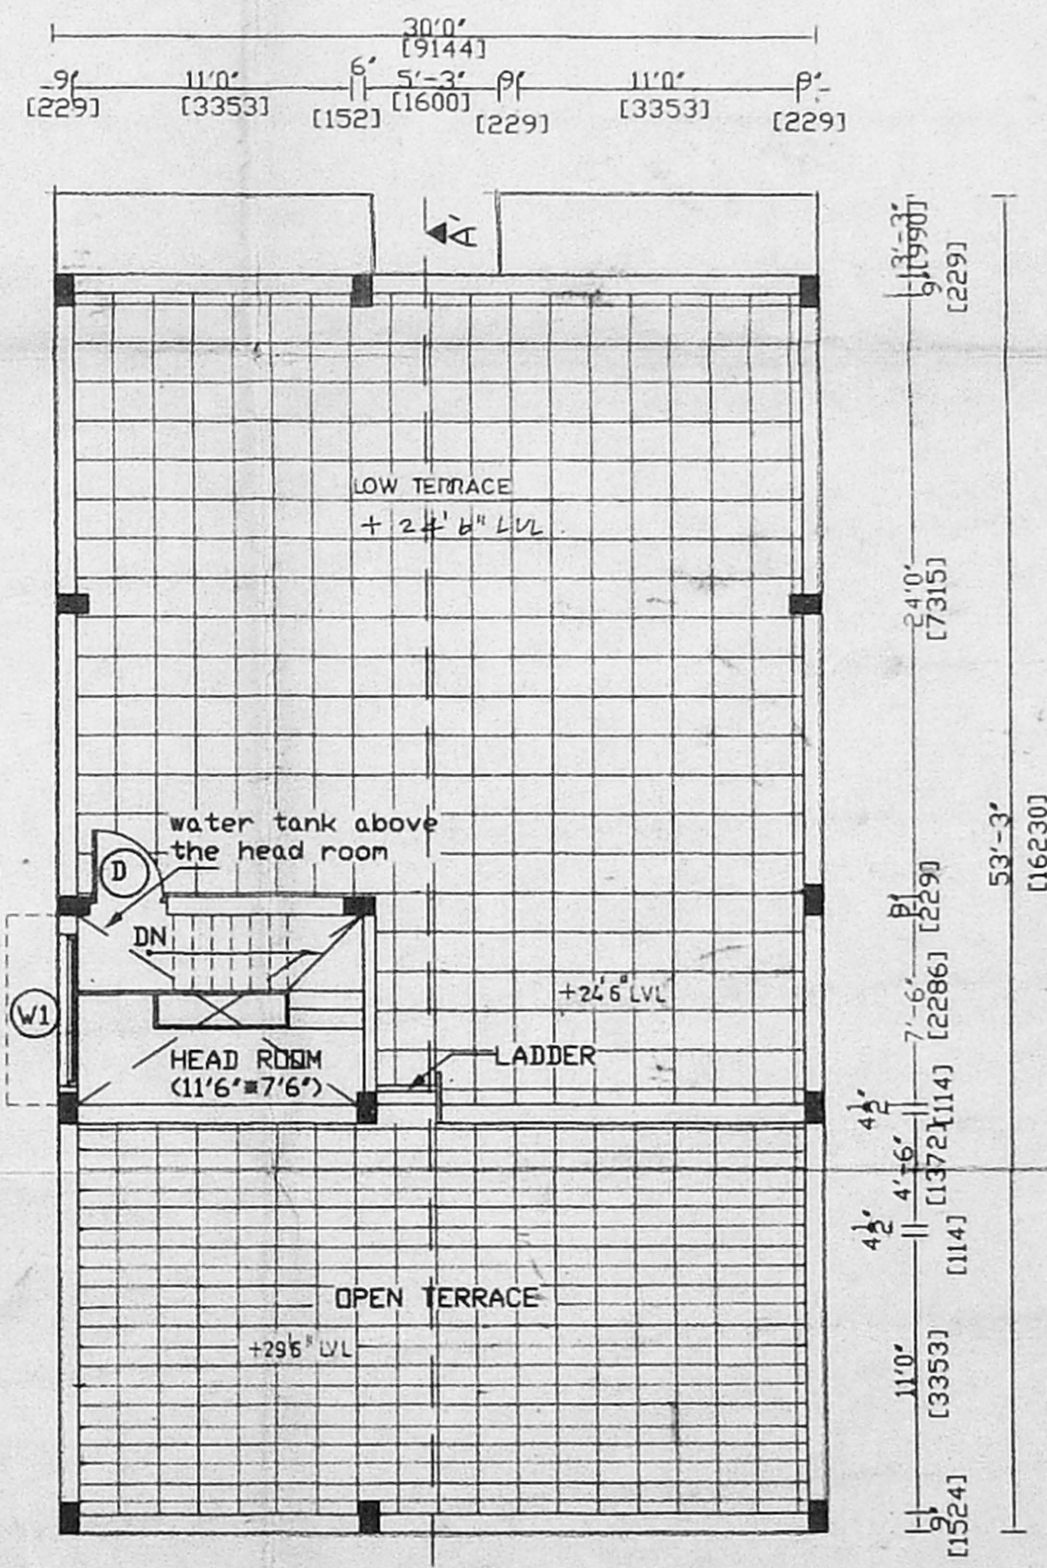 30'0"
[9144]
9" 11'0" 6" 5'-3" 9" 11'0" 9"
[229] [3353] [152] [1600] [229] [3353] [229]
A'
3'-3"
[990]
9"
[229]
LOW TERRACE
+ 24' 6" LVL
24'0"
[7315]
53'-3"
[16230]
water tank above
the head room
D
DN
9"
[229]
W1
+24'6" LVL
7'-6"
[2286]
HEAD ROOM
(11'6"*7'6")
LADDER
4½"
[114]
4'-6"
[1372]
4½"
[114]
OPEN TERRACE
+29'6" LVL
11'0"
[3353]
9"
[1524]